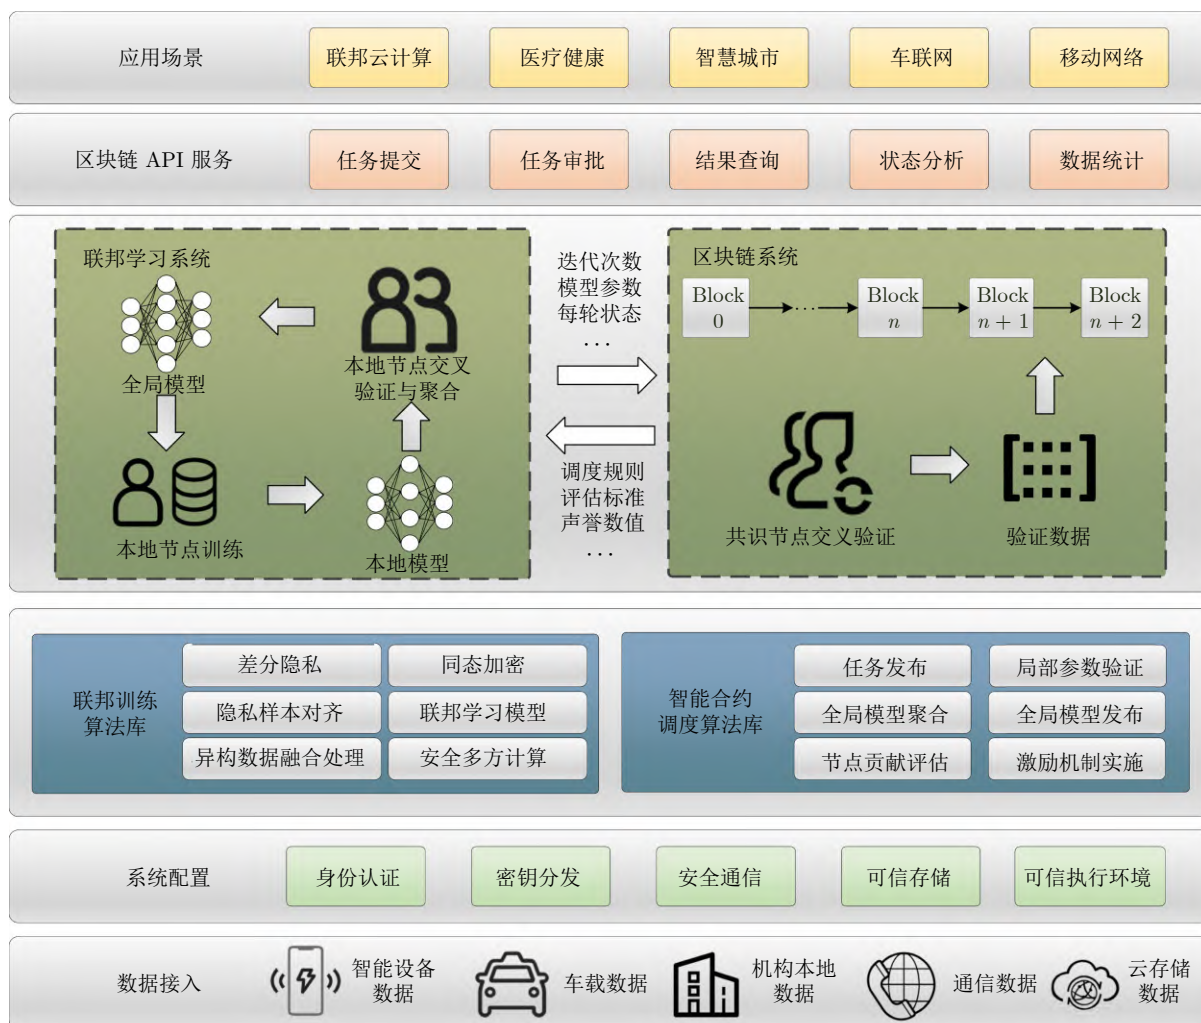 应用场景
联邦云计算
医疗健康
智慧城市
车联网
移动网络
区块链 API 服务
任务提交
任务审批
结果查询
状态分析
数据统计
联邦学习系统
全局模型
本地节点交叉
验证与聚合
本地节点训练
本地模型
迭代次数
模型参数
每轮状态
...
调度规则
评估标准
声誉数值
...
区块链系统
Block
0
...
Block
n
Block
n + 1
Block
n + 2
共识节点交义验证
验证数据
联邦训练
算法库
差分隐私
同态加密
隐私样本对齐
联邦学习模型
异构数据融合处理
安全多方计算
智能合约
调度算法库
任务发布
局部参数验证
全局模型聚合
全局模型发布
节点贡献评估
激励机制实施
系统配置
身份认证
密钥分发
安全通信
可信存储
可信执行环境
数据接入
智能设备
数据
车载数据
机构本地
数据
通信数据
云存储
数据